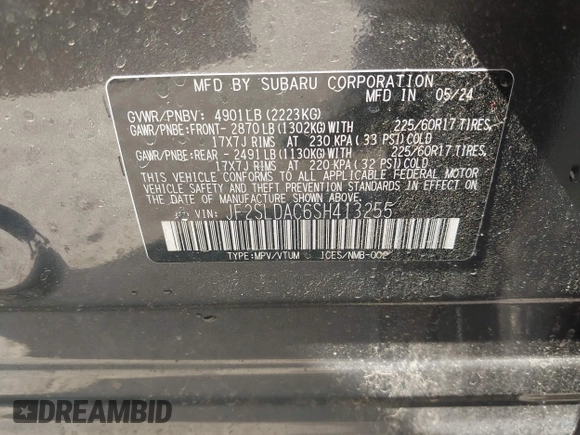 MFD BY SUBARU CORPORATION
MFD IN 05/24
GVWR/PNBV: 4901LB (2223KG)
GAWR/PNBE:FRONT- 2870LB (1302KG) WITH 225/60R17 TIRES,
17X7J RIMS AT 230 KPA ( 33 PSI) COLD
GAWR/PNBE:REAR - 2491LB (1130KG) WITH 225/60R17 TIRES,
17X7J RIMS AT 220 KPA ( 32 PSI) COLD
THIS VEHICLE CONFORMS TO ALL APPLICABLE FEDERAL MOTOR
VEHICLE SAFETY AND THEFT PREVENTION STANDARDS IN EFFECT ON
THE DATE OF MANUFACTURE SHOWN ABOVE.
VIN: JF2SLDAC6SH413255
TYPE:MPV/VTUM ICES/NMB-002
DREAMBID